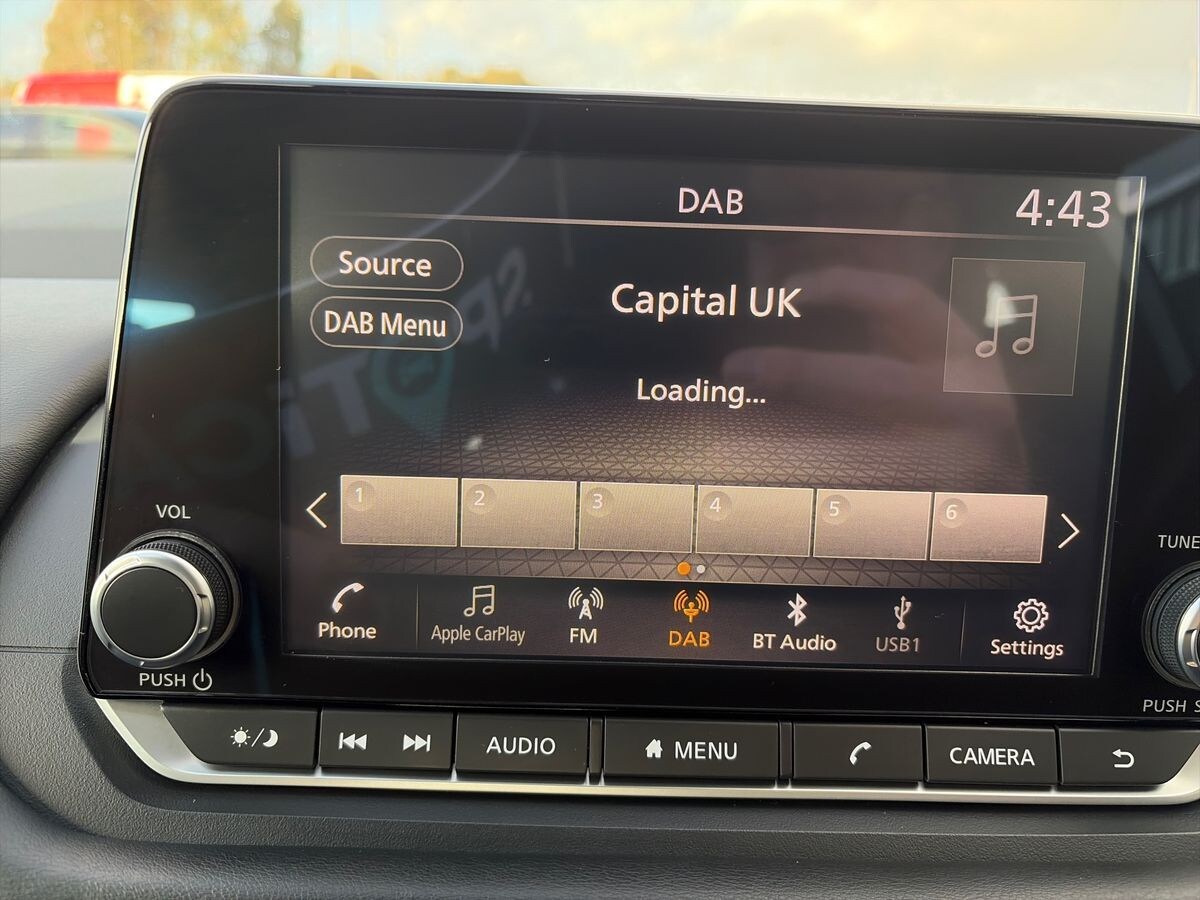 DAB
4:43
Source
Capital UK
DAB Menu
Loading...
1 2 3 4 5 6
VOL
TUNE
Phone
Apple CarPlay
FM
DAB
BT Audio
USB1
Settings
PUSH
PUSH
AUDIO
MENU
CAMERA